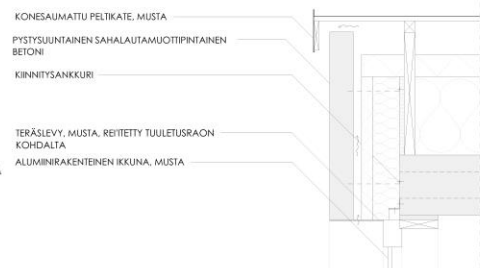 KONESAUMATTU PELTIKATE, MUSTA
PYSTYSUUNTAINEN SAHALAUTAMUOTTIPINTAINEN
BETONI
KIINNITYSANKKURI
TERÄSLEVY, MUSTA, REI'ITETTY TUULETUSRAON
KOHDALTA
ALUMIINIRAKENTEINEN IKKUNA, MUSTA